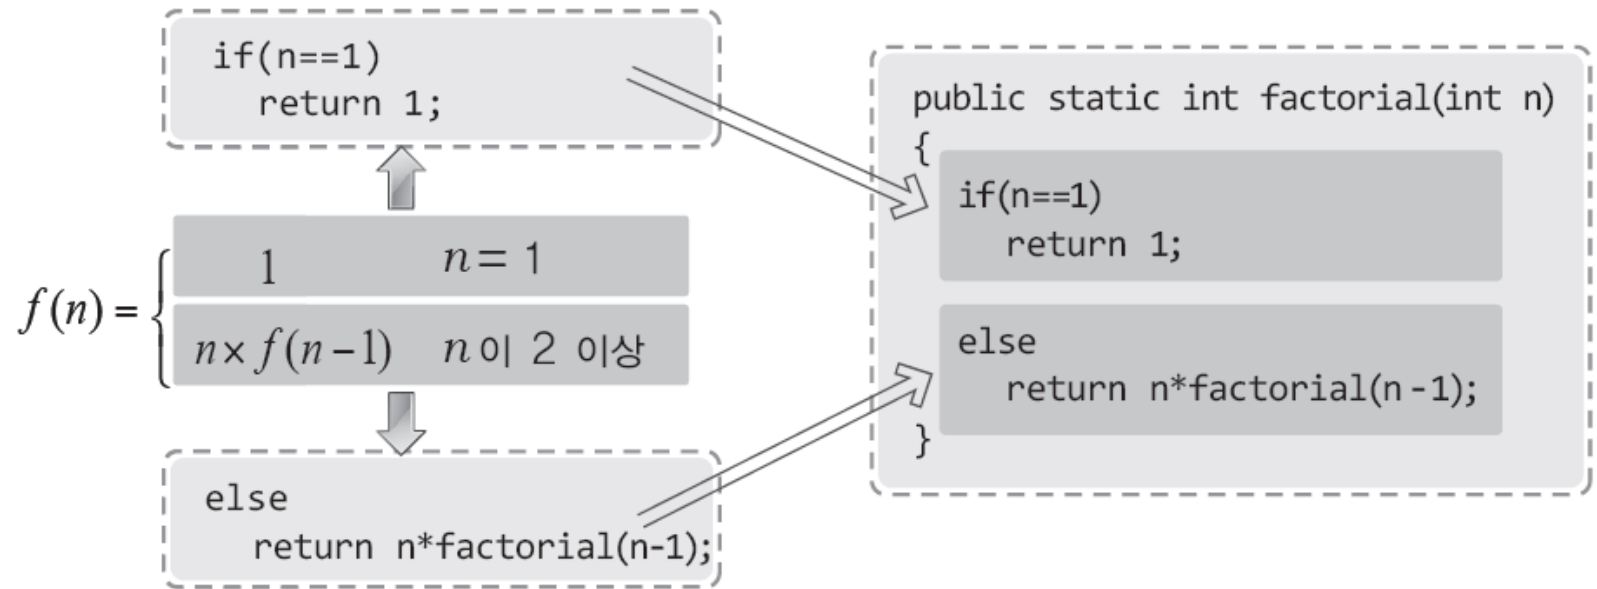 if(n==1)
return 1;
f(n) =
1 n = 1
n × f(n-1) n이 2 이상
else
return n*factorial(n-1);
public static int factorial(int n)
{
if(n==1)
return 1;
else
return n*factorial(n-1);
}